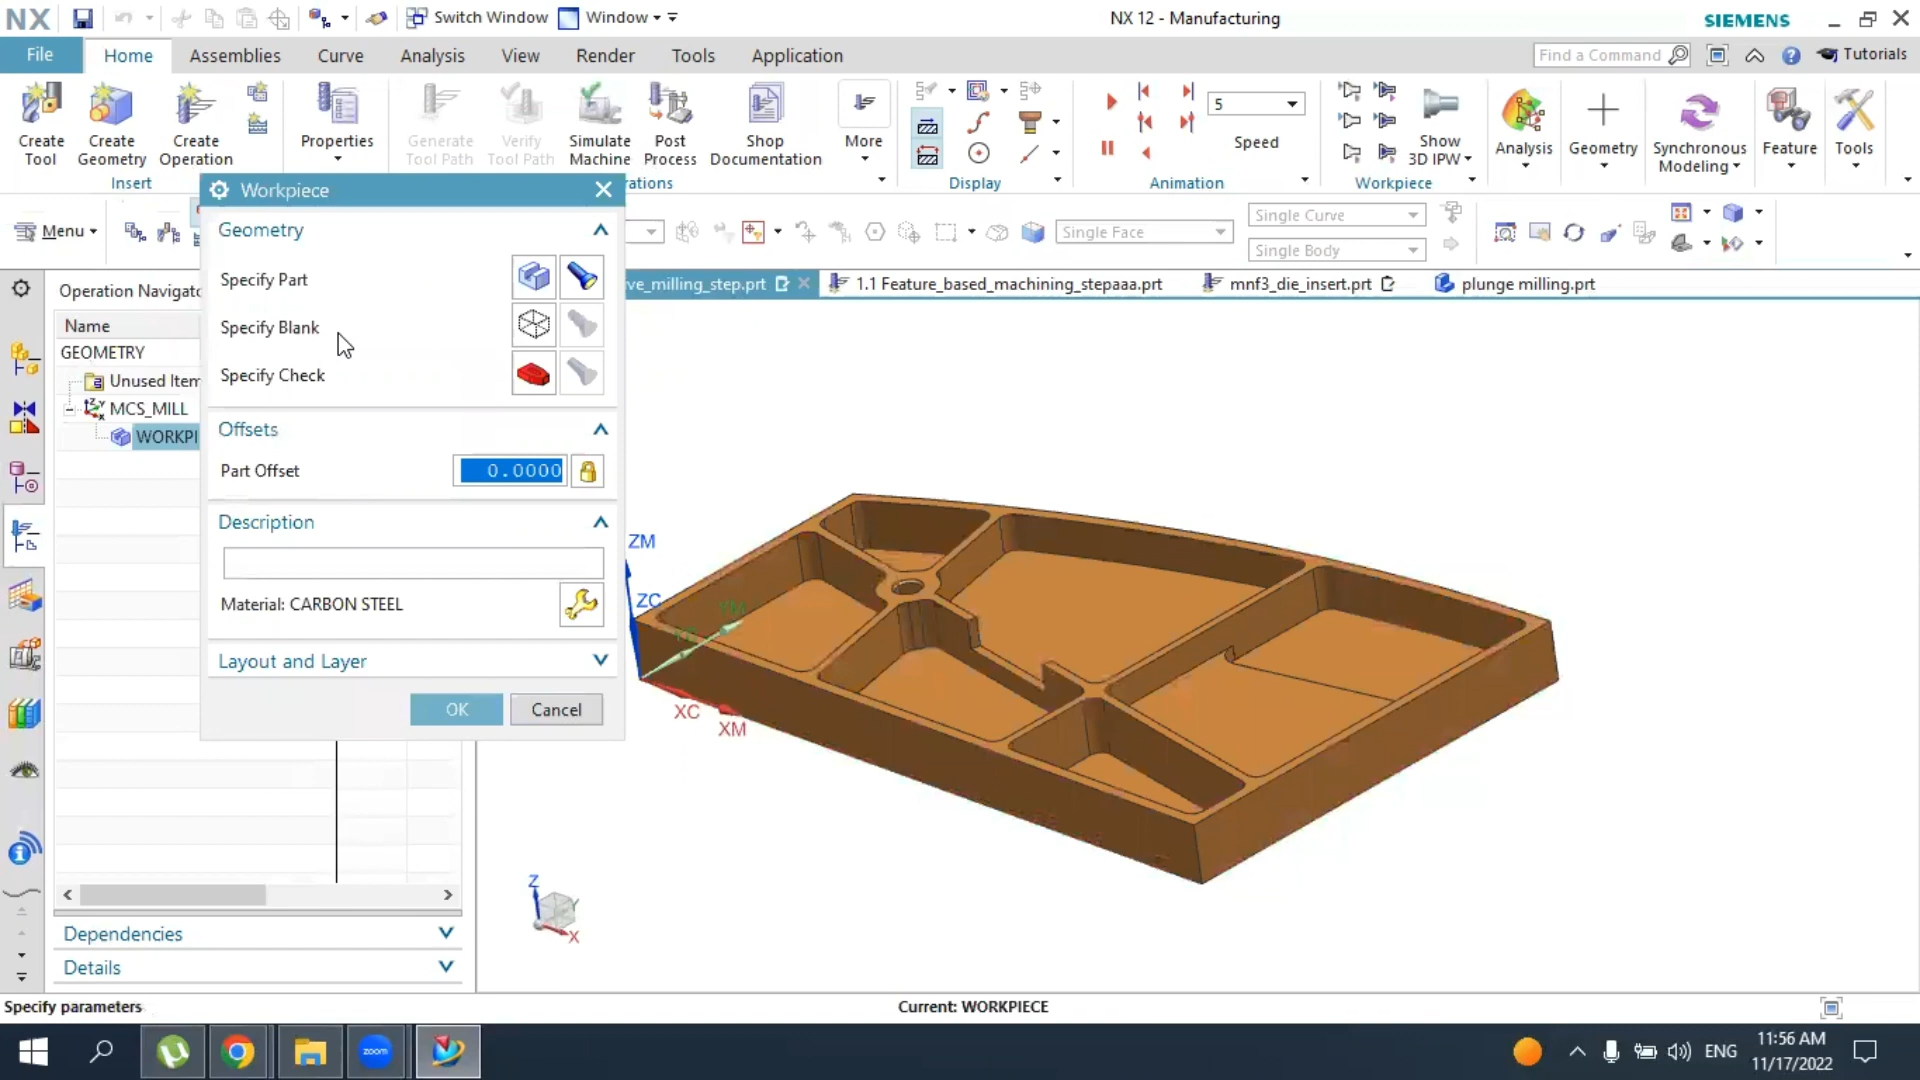 NX
Switch Window
Window
NX 12 - Manufacturing
SIEMENS
File
Home
Assemblies
Curve
Analysis
View
Render
Tools
Application
Find a Command
Tutorials
Create Tool
Create Geometry
Create Operation
Properties
Generate Tool Path
Verify Tool Path
Simulate Machine
Post Process
Shop Documentation
More
5
Speed
Show 3D IPW
Analysis
Geometry
Synchronous Modeling
Feature
Tools
Insert
rations
Display
Animation
Workpiece
Menu
Single Face
Single Curve
Single Body
Workpiece
Geometry
Specify Part
Specify Blank
Specify Check
Offsets
Part Offset
0.0000
Description
Material: CARBON STEEL
Layout and Layer
OK
Cancel
Operation Navigato
Name
GEOMETRY
Unused Item
MCS_MILL
WORKPI
Dependencies
Details
ve_milling_step.prt
1.1 Feature_based_machining_stepaaa.prt
mnf3_die_insert.prt
plunge milling.prt
ZM
ZC
YM
YC
XC
XM
Z
Y
X
Specify parameters
Current: WORKPIECE
zoom
ENG
11:56 AM
11/17/2022